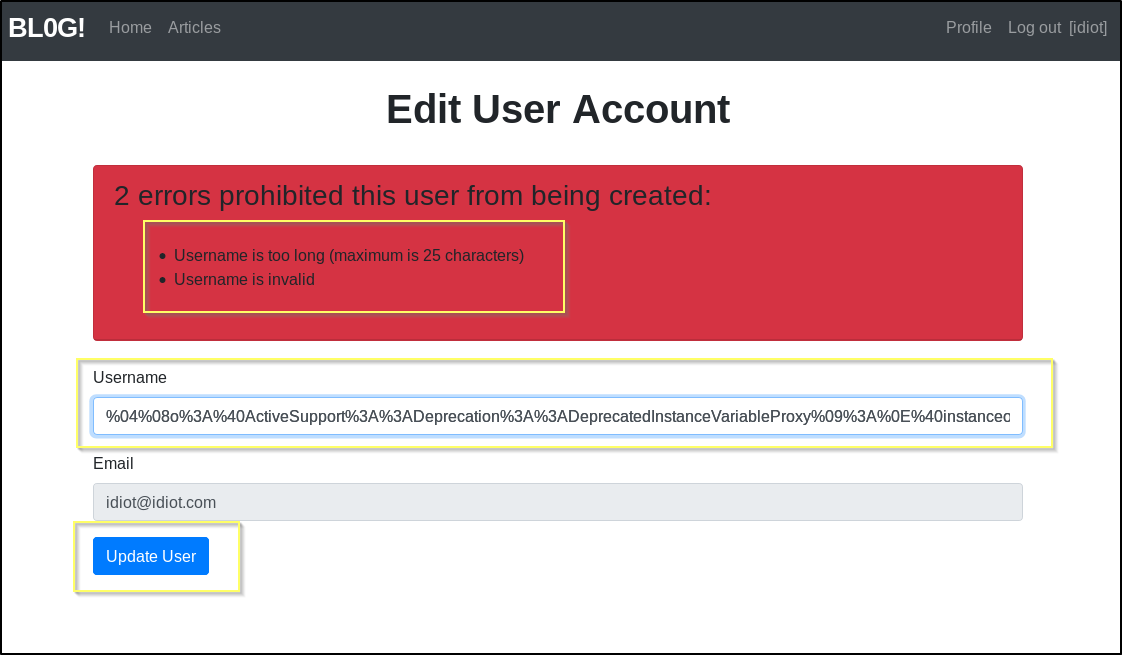 BL0G! Home Articles Profile Log out [idiot]
Edit User Account
2 errors prohibited this user from being created:
Username is too long (maximum is 25 characters)
Username is invalid
Username
%04%08o%3A%40ActiveSupport%3A%3ADeprecation%3A%3ADeprecatedInstanceVariableProxy%09%3A%0E%40instance
Email
idiot@idiot.com
Update User